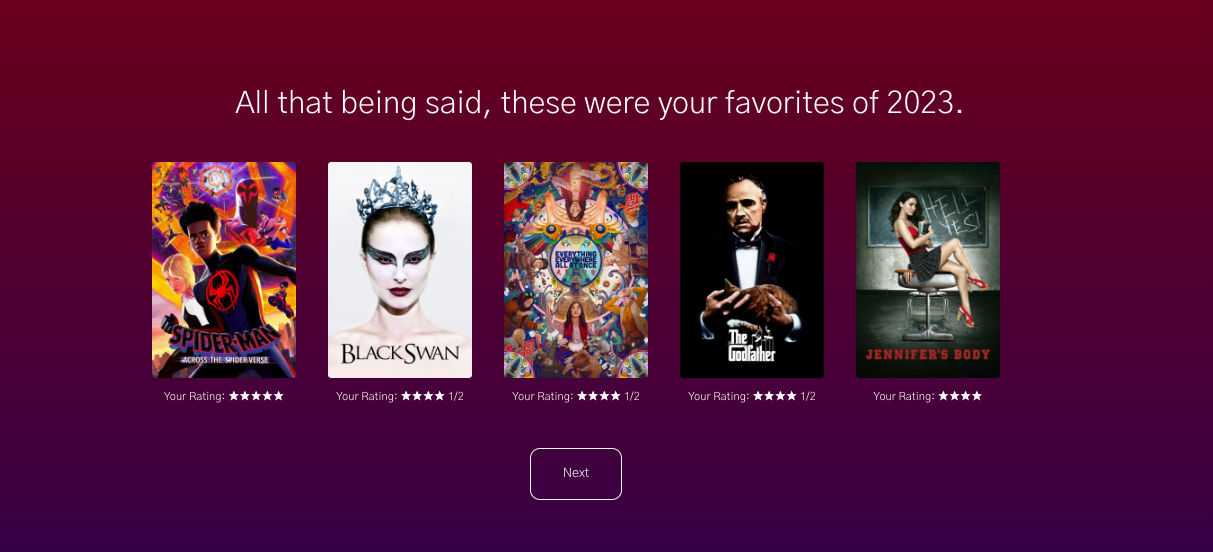 All that being said, these were your favorites of 2023.
HELL
YES!
SPIDER-MAN
ACROSS THE SPIDER-VERSE
BLACK SWAN
EVERYTHING
EVERYWHERE
ALL AT ONCE
The
Godfather
JENNIFER'S BODY
Your Rating: ★★★★★
Your Rating: ★★★★ 1/2
Your Rating: ★★★★ 1/2
Your Rating: ★★★★ 1/2
Your Rating: ★★★★
Next